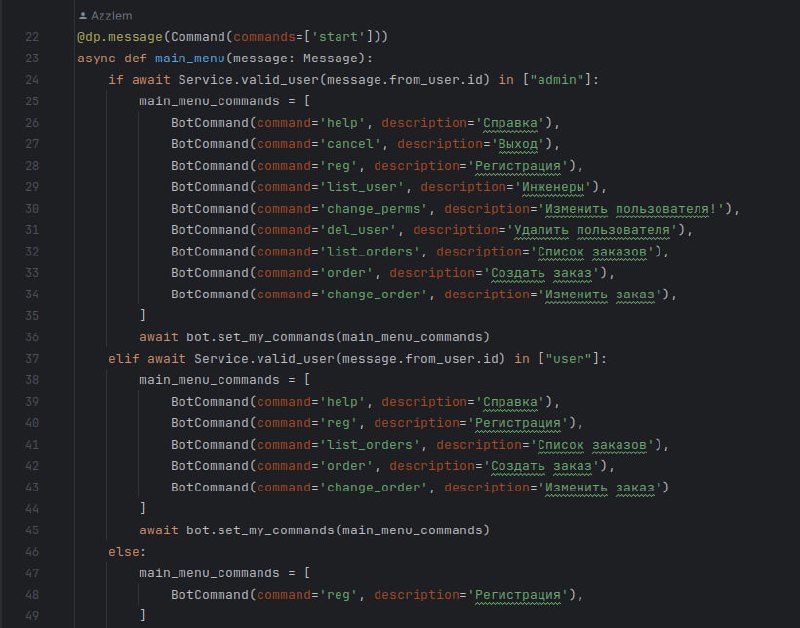 Azzlem
22 @dp.message(Command(commands=['start']))
23 async def main_menu(message: Message):
24 if await Service.valid_user(message.from_user.id) in ["admin"]:
25 main_menu_commands = [
26 BotCommand(command='help', description='Справка'),
27 BotCommand(command='cancel', description='Выход'),
28 BotCommand(command='reg', description='Регистрация'),
29 BotCommand(command='list_user', description='Инженеры'),
30 BotCommand(command='change_perms', description='Изменить пользователя!'),
31 BotCommand(command='del_user', description='Удалить пользователя'),
32 BotCommand(command='list_orders', description='Список заказов'),
33 BotCommand(command='order', description='Создать заказ'),
34 BotCommand(command='change_order', description='Изменить заказ'),
35 ]
36 await bot.set_my_commands(main_menu_commands)
37 elif await Service.valid_user(message.from_user.id) in ["user"]:
38 main_menu_commands = [
39 BotCommand(command='help', description='Справка'),
40 BotCommand(command='reg', description='Регистрация'),
41 BotCommand(command='list_orders', description='Список заказов'),
42 BotCommand(command='order', description='Создать заказ'),
43 BotCommand(command='change_order', description='Изменить заказ')
44 ]
45 await bot.set_my_commands(main_menu_commands)
46 else:
47 main_menu_commands = [
48 BotCommand(command='reg', description='Регистрация'),
49 ]